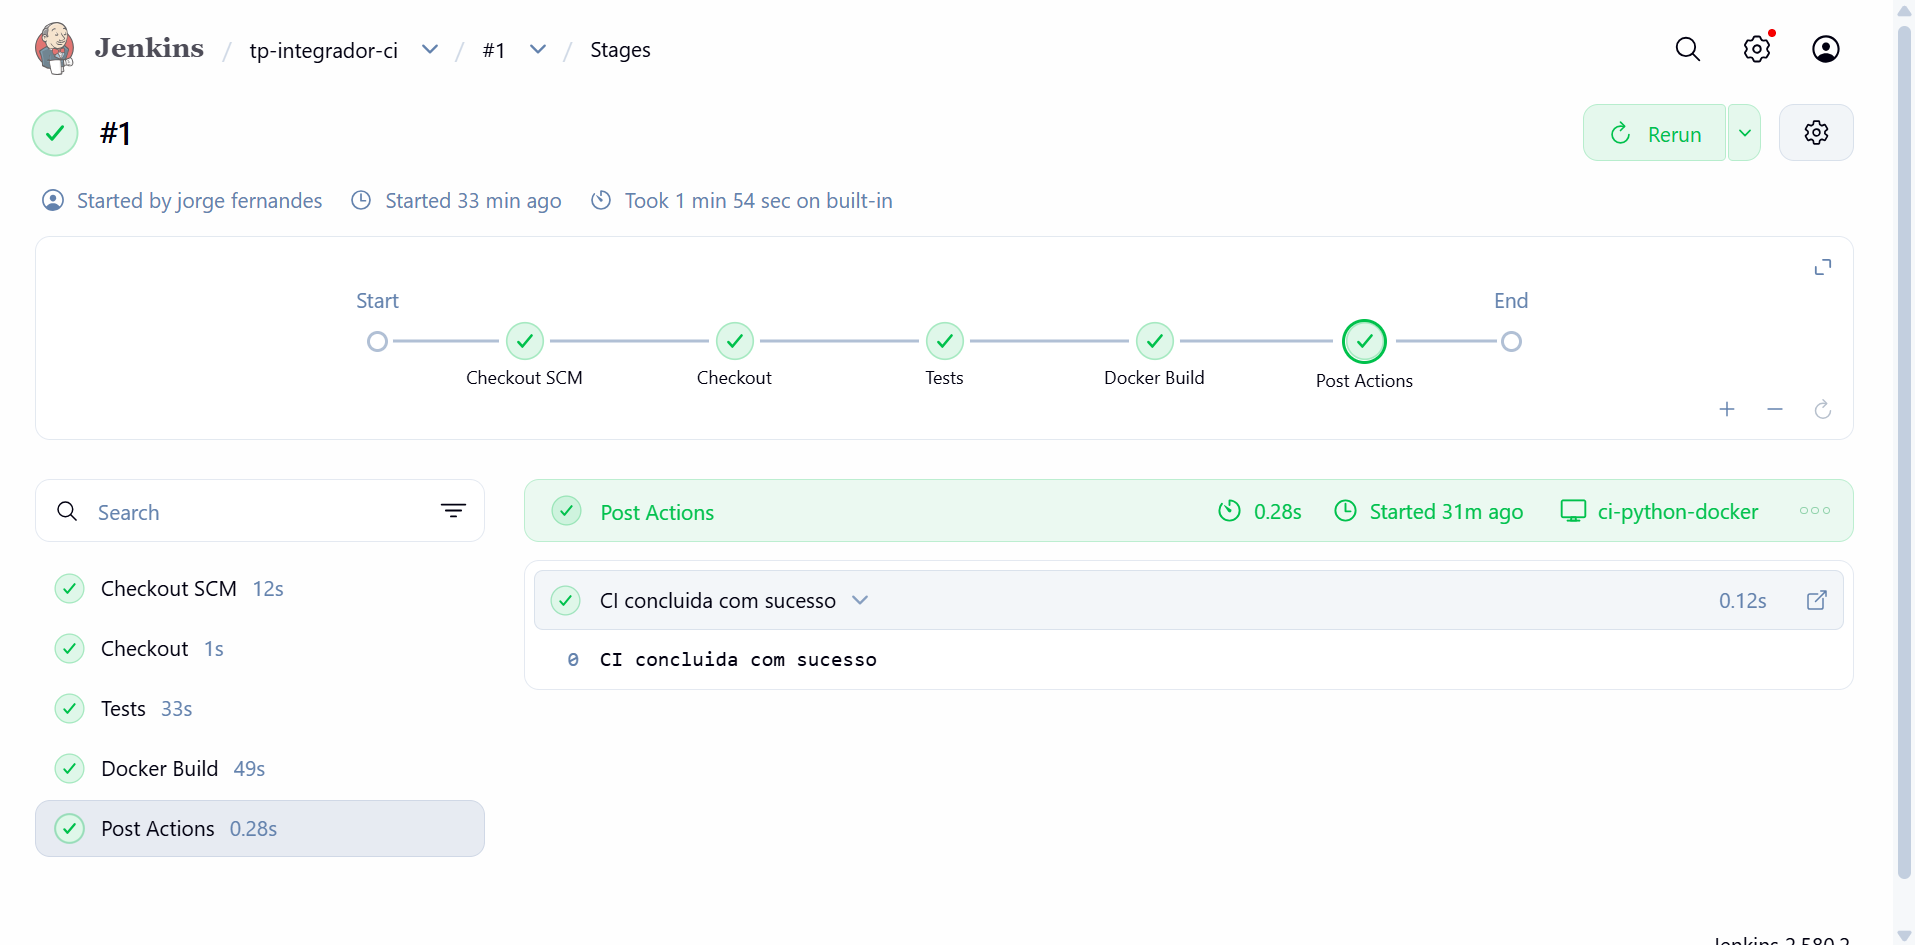 Jenkins / tp-integrador-ci / #1 / Stages
#1
Rerun
Started by jorge fernandes Started 33 min ago Took 1 min 54 sec on built-in
Start End
Checkout SCM Checkout Tests Docker Build Post Actions
Search
Post Actions 0.28s Started 31m ago ci-python-docker
Checkout SCM 12s
CI concluida com sucesso 0.12s
0 CI concluida com sucesso
Checkout 1s
Tests 33s
Docker Build 49s
Post Actions 0.28s